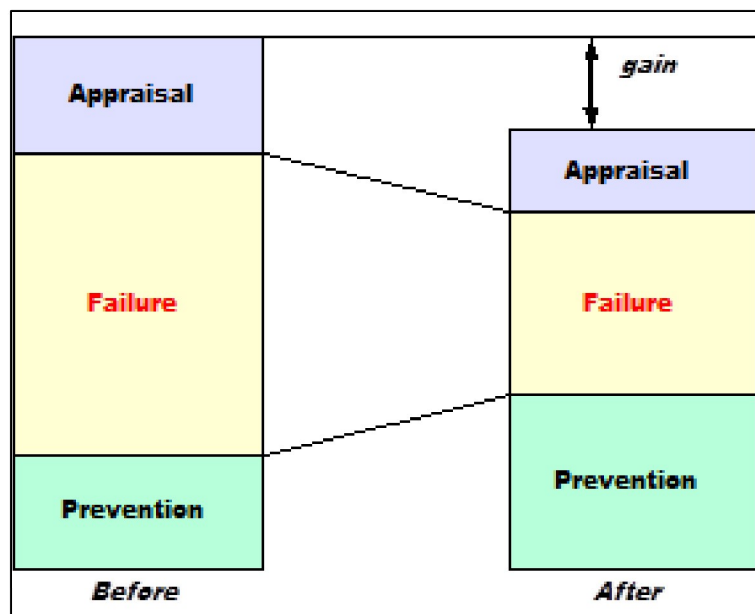 Appraisal
Failure
Prevention
Before
gain
Appraisal
Failure
Prevention
After